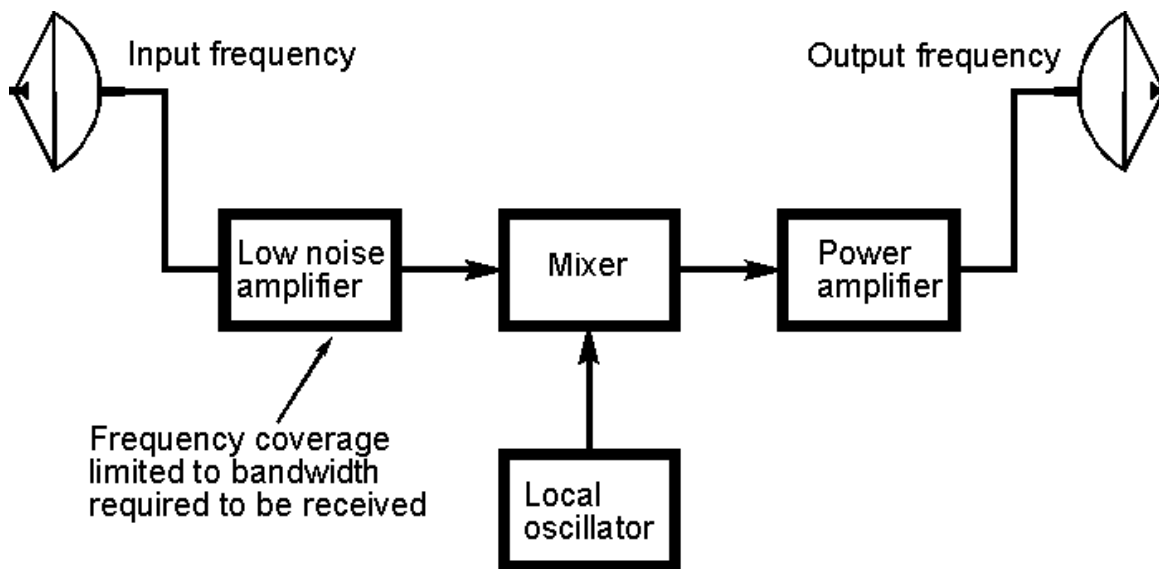 Input frequency
Output frequency
Low noise
amplifier
Mixer
Power
amplifier
Frequency coverage
limited to bandwidth
required to be received
Local
oscillator